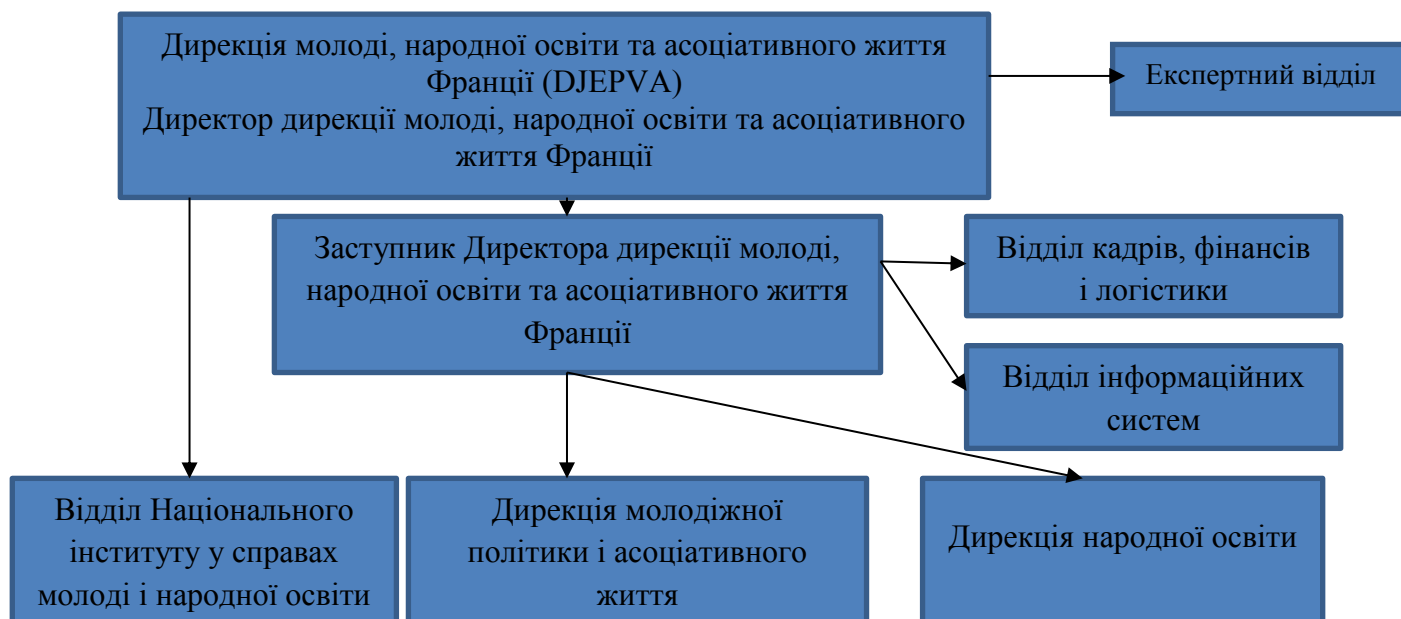 Дирекція молоді, народної освіти та асоціативного життя
Франції (DJEPVA)
Директор дирекції молоді, народної освіти та асоціативного
життя Франції
Експертний відділ
Заступник Директора дирекції молоді,
народної освіти та асоціативного життя
Франції
Відділ кадрів, фінансів
і логістики
Відділ інформаційних
систем
Відділ Національного
інституту у справах
молоді і народної освіти
Дирекція молодіжної
політики і асоціативного
життя
Дирекція народної освіти